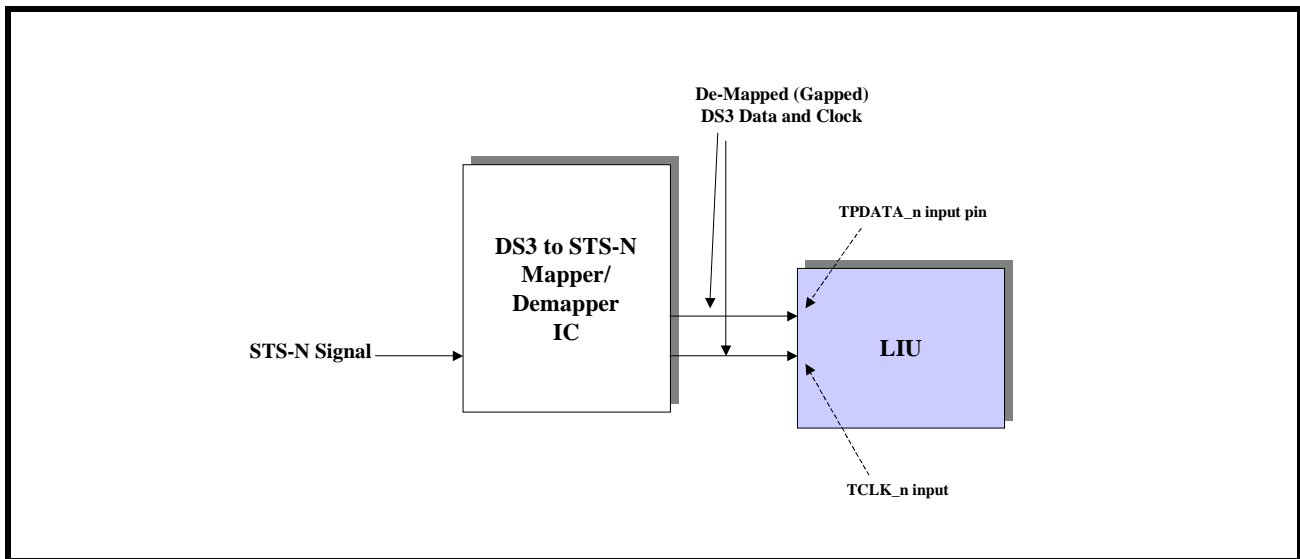 De-Mapped (Gapped)
DS3 Data and Clock
TPDATA_n input pin
DS3 to STS-N
Mapper/
Demapper
IC
STS-N Signal
LIU
TCLK_n input